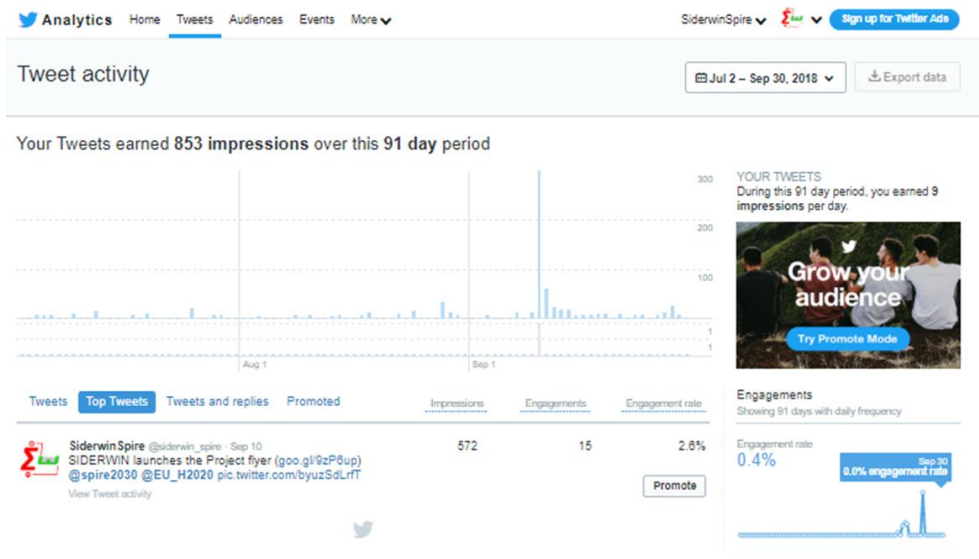 Analytics Home Tweets Audiences Events More SiderwinSpire Sign up for Twitter Ads
Tweet activity
Jul 2 – Sep 30, 2018
Export data
Your Tweets earned 853 impressions over this 91 day period
300
200
100
1
1
Aug 1
Sep 1
YOUR TWEETS
During this 91 day period, you earned 9
impressions per day.
Grow your
audience
Try Promote Mode
Tweets Top Tweets Tweets and replies Promoted Impressions Engagements Engagement rate
SiderwinSpire @siderwin_spire · Sep 10
SIDERWIN launches the Project flyer (goo.gl/9zP6up)
@spire2030 @EU_H2020 pic.twitter.com/byuzSdLrfT
View Tweet activity
572 15 2.6%
Promote
Engagements
Showing 91 days with daily frequency
Engagement rate
0.4%
Sep 30
0.0% engagement rate